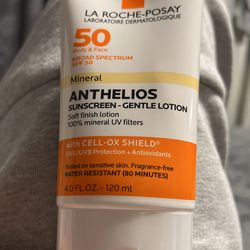 LA ROCHE-POSAY
LABORATOIRE DERMATOLOGIQUE
50
Body & Face
BROAD SPECTRUM
SPF 50
Mineral
ANTHELIOS
SUNSCREEN - GENTLE LOTION
Soft finish lotion
100% mineral UV filters
with CELL-OX SHIELD®
UVA/UVB Protection + Antioxidants
Tested on sensitive skin. Fragrance-free
WATER RESISTANT (80 MINUTES)
4.0 FL.OZ. - 120 mL